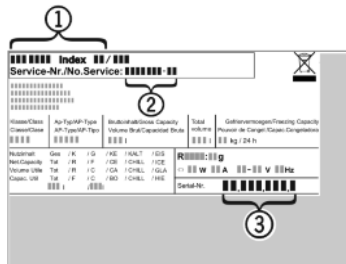 1
Index / 
Service-Nr./No.Service: -
2
Klasse/Class Ap-Typ/AP-Type Bruttoinhalt/Gross Capacity Total Gefriervermoegen/Freezing Capacity
Classe/Clase AP-Type/AP-Tipo Volume Brut/Capacidad Bruta volume Pouvoir de Congel./Capac.Congeladora
kg / 24 h
Nutzinhalt Ges / K / G / KE / KALT / EIS
Net.Capacity Tot / R / F / CE / CHILL / ICE
Volume Utile Tot / R / C / CA / CHILL / GLA
Capac. Util Tot / F / C / BO / CHILL / HIE
R : g
W A - V Hz
Serial-Nr.
3